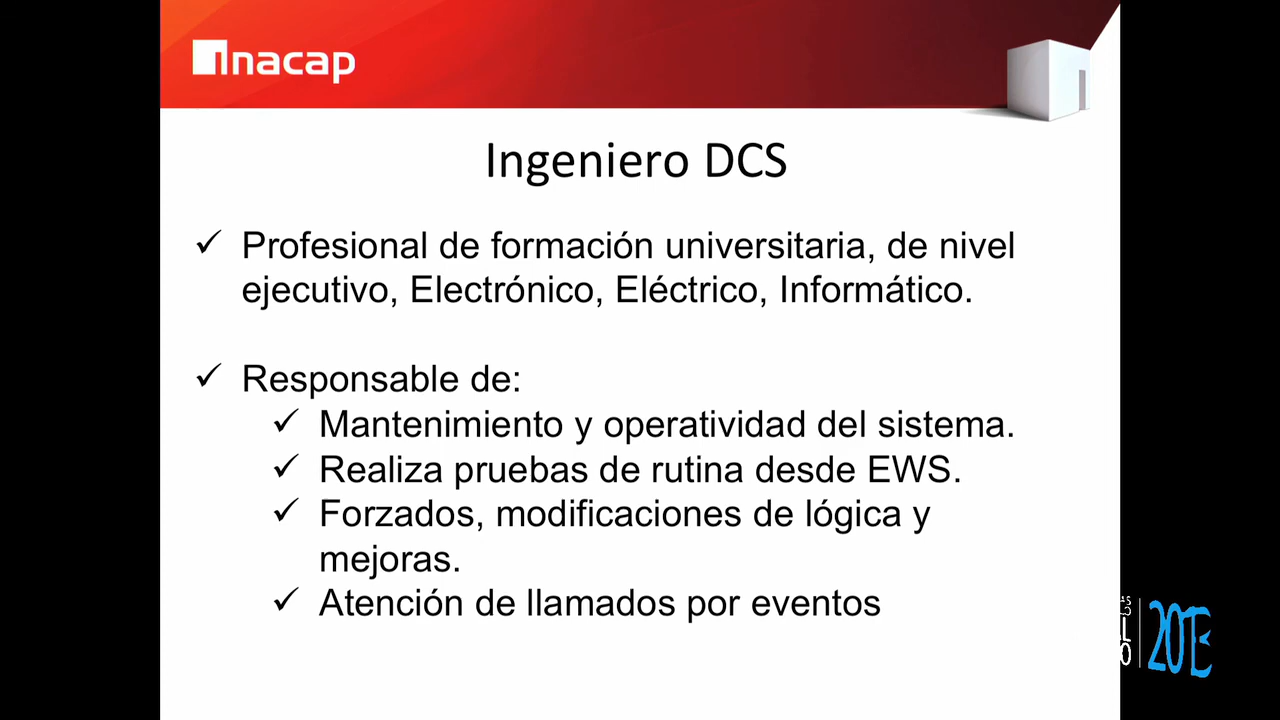 Inacap
Ingeniero DCS
✓ Profesional de formación universitaria, de nivel
ejecutivo, Electrónico, Eléctrico, Informático.
✓ Responsable de:
✓ Mantenimiento y operatividad del sistema.
✓ Realiza pruebas de rutina desde EWS.
✓ Forzados, modificaciones de lógica y
mejoras.
✓ Atención de llamados por eventos